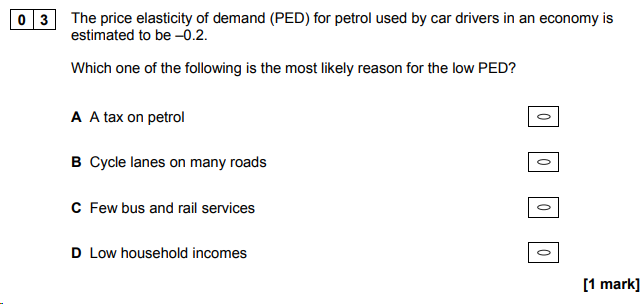 0 3 The price elasticity of demand (PED) for petrol used by car drivers in an economy is
estimated to be –0.2.
Which one of the following is the most likely reason for the low PED?
A A tax on petrol
B Cycle lanes on many roads
C Few bus and rail services
D Low household incomes
[1 mark]